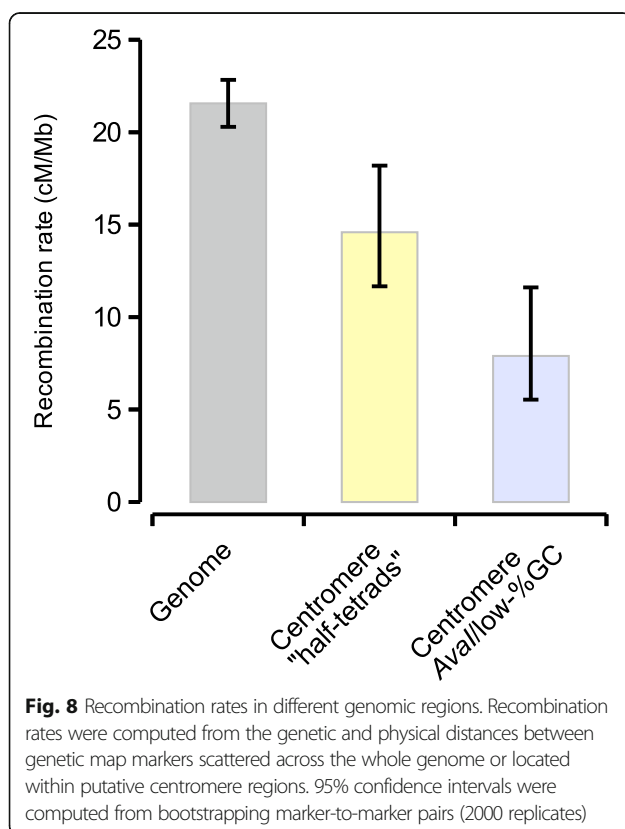 25
20
15
10
5
0
Recombination rate (cM/Mb)
Genome
Centromere
"half-tetrads"
Centromere
AvaI/low-%GC
Fig. 8 Recombination rates in different genomic regions. Recombination
rates were computed from the genetic and physical distances between
genetic map markers scattered across the whole genome or located
within putative centromere regions. 95% confidence intervals were
computed from bootstrapping marker-to-marker pairs (2000 replicates)